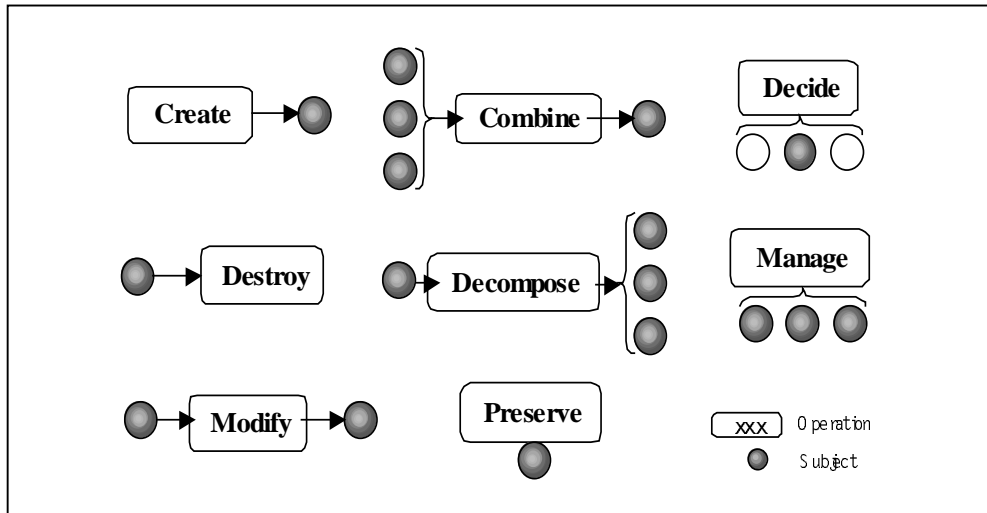 Create
Combine
Decide
Destroy
Decompose
Manage
Modify
Preserve
xxx
Operation
Subject